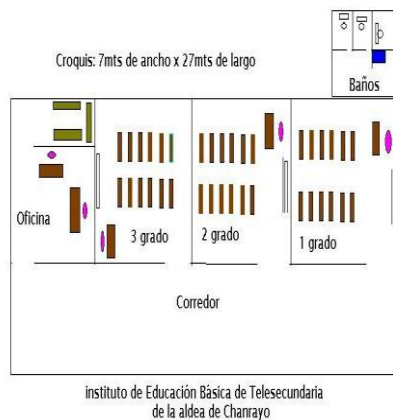 Croquis: 7mts de ancho x 27mts de largo
Baños
Oficina
3 grado
2 grado
1 grado
Corredor
instituto de Educación Básica de Telesecundaria
de la aldea de Chanrayo